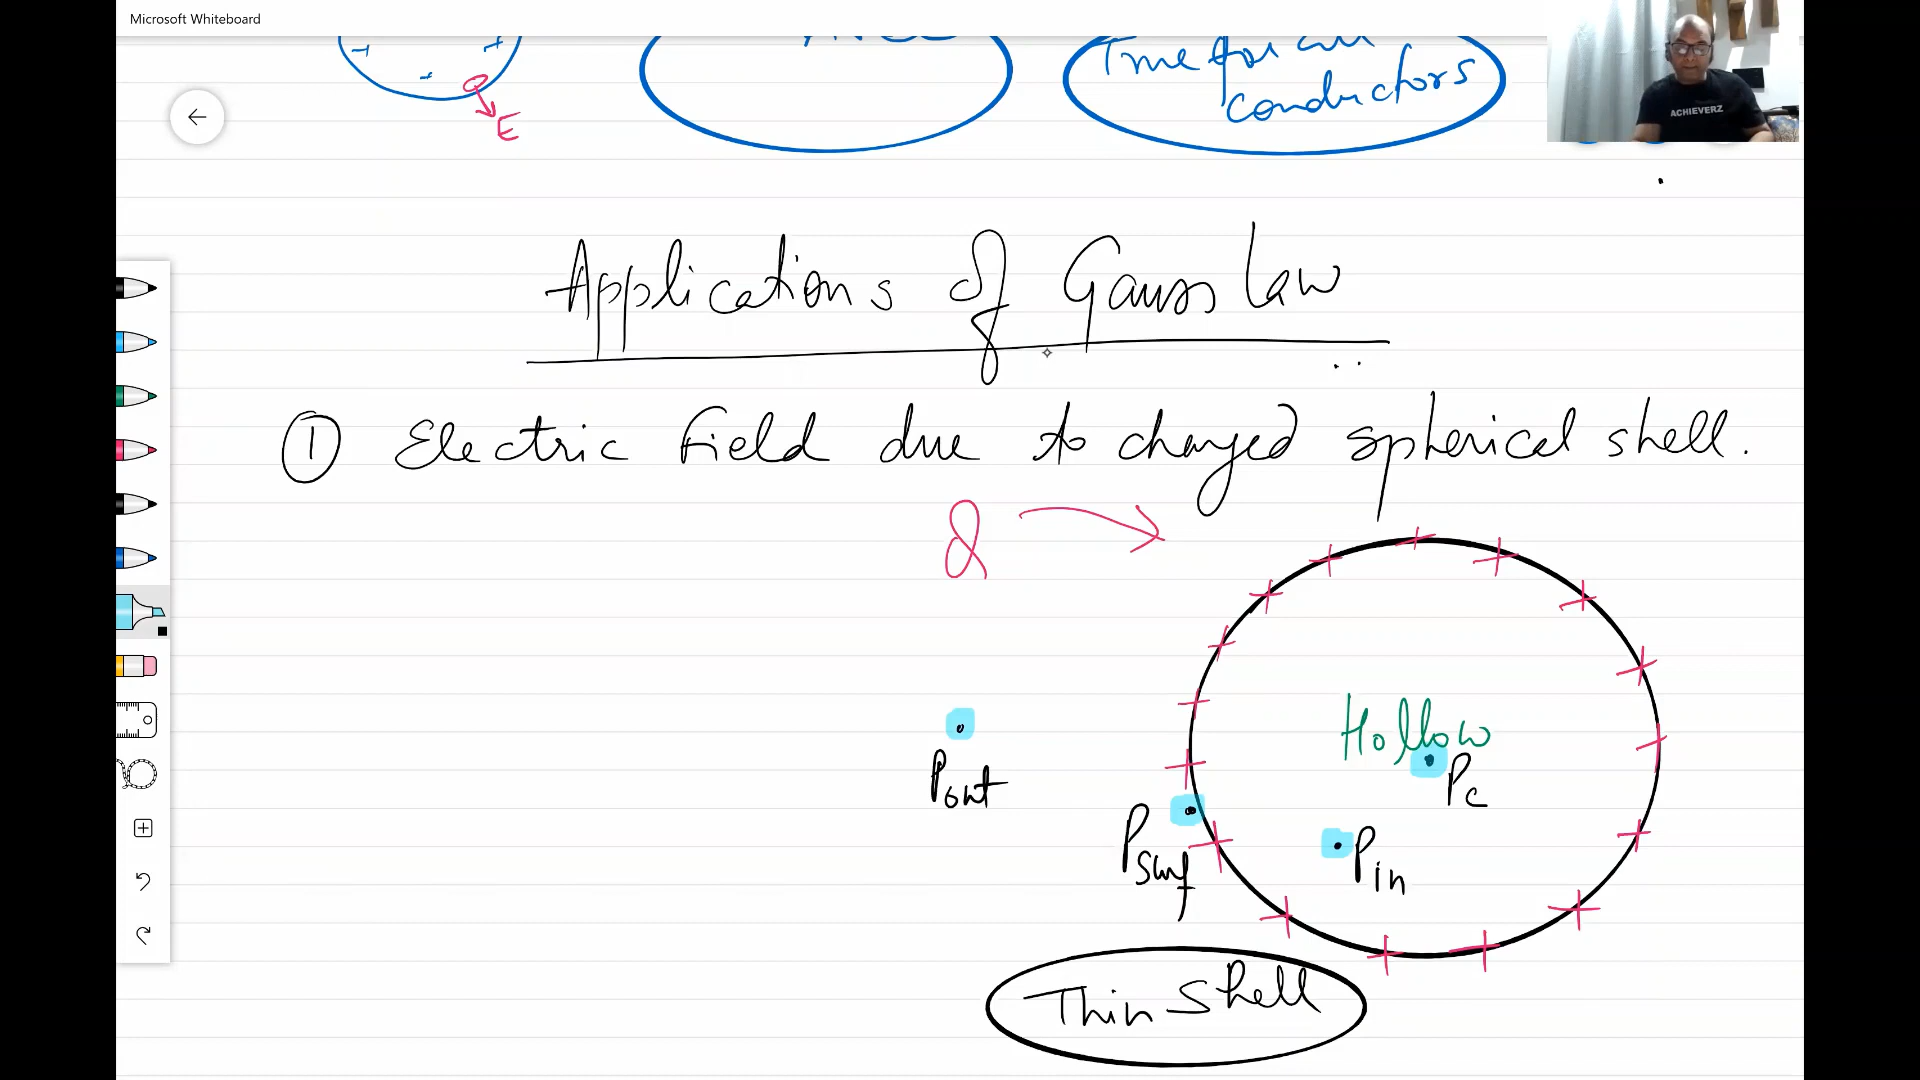 Microsoft Whiteboard
True for all
conductors
E
ACHIEVERZ
Applications of Gauss law
① Electric field due to charged spherical shell.
Q
Hollow
Pout
Pc
Psurf
Pin
Thin Shell